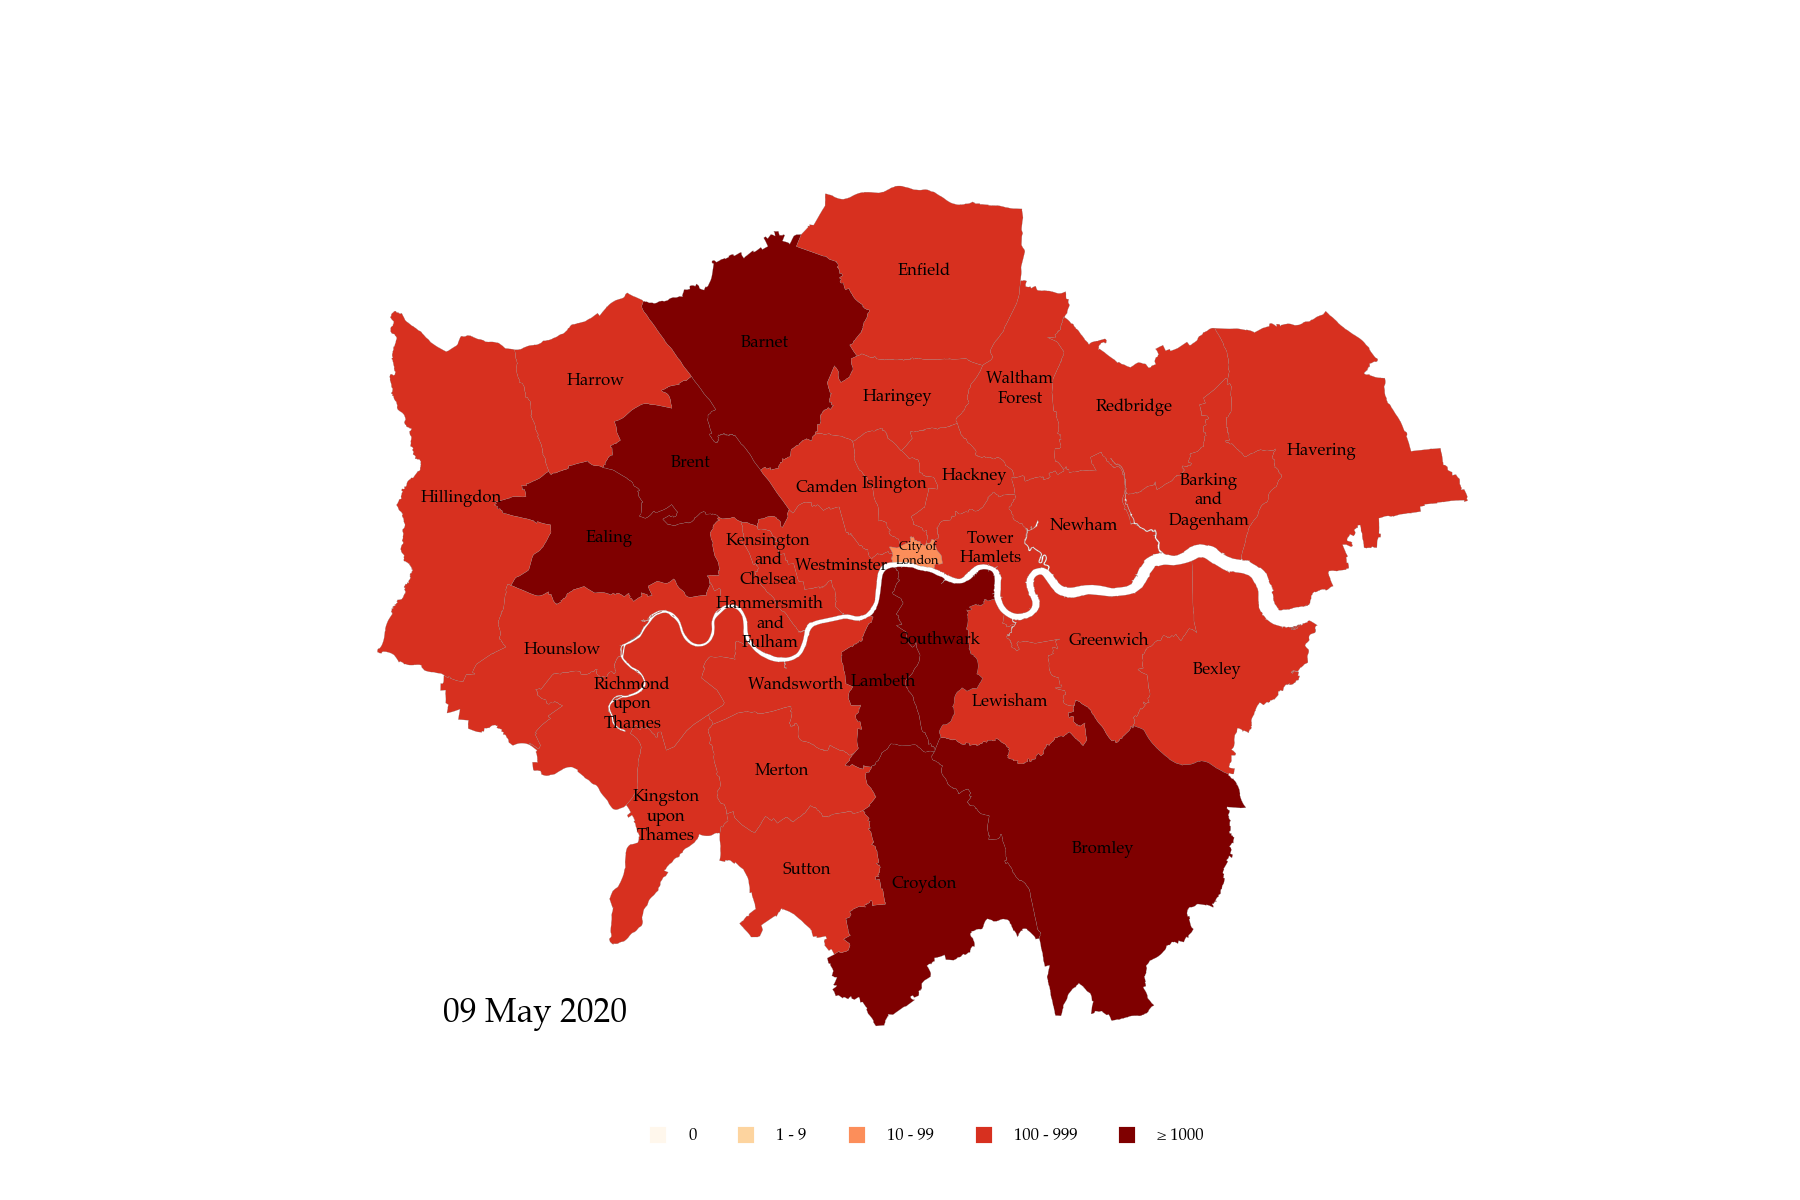 Enfield
Barnet
Harrow
Waltham
Forest
Haringey
Redbridge
Havering
Brent
Hillingdon
Camden
Islington
Hackney
Barking
and
Dagenham
Newham
Ealing
Kensington
and
Chelsea
Westminster
City of
London
Tower
Hamlets
Hammersmith
and
Fulham
Hounslow
Southwark
Greenwich
Bexley
Richmond
upon
Thames
Wandsworth
Lambeth
Lewisham
Merton
Kingston
upon
Thames
Sutton
Croydon
Bromley
09 May 2020
0 1 - 9 10 - 99 100 - 999 ≥ 1000